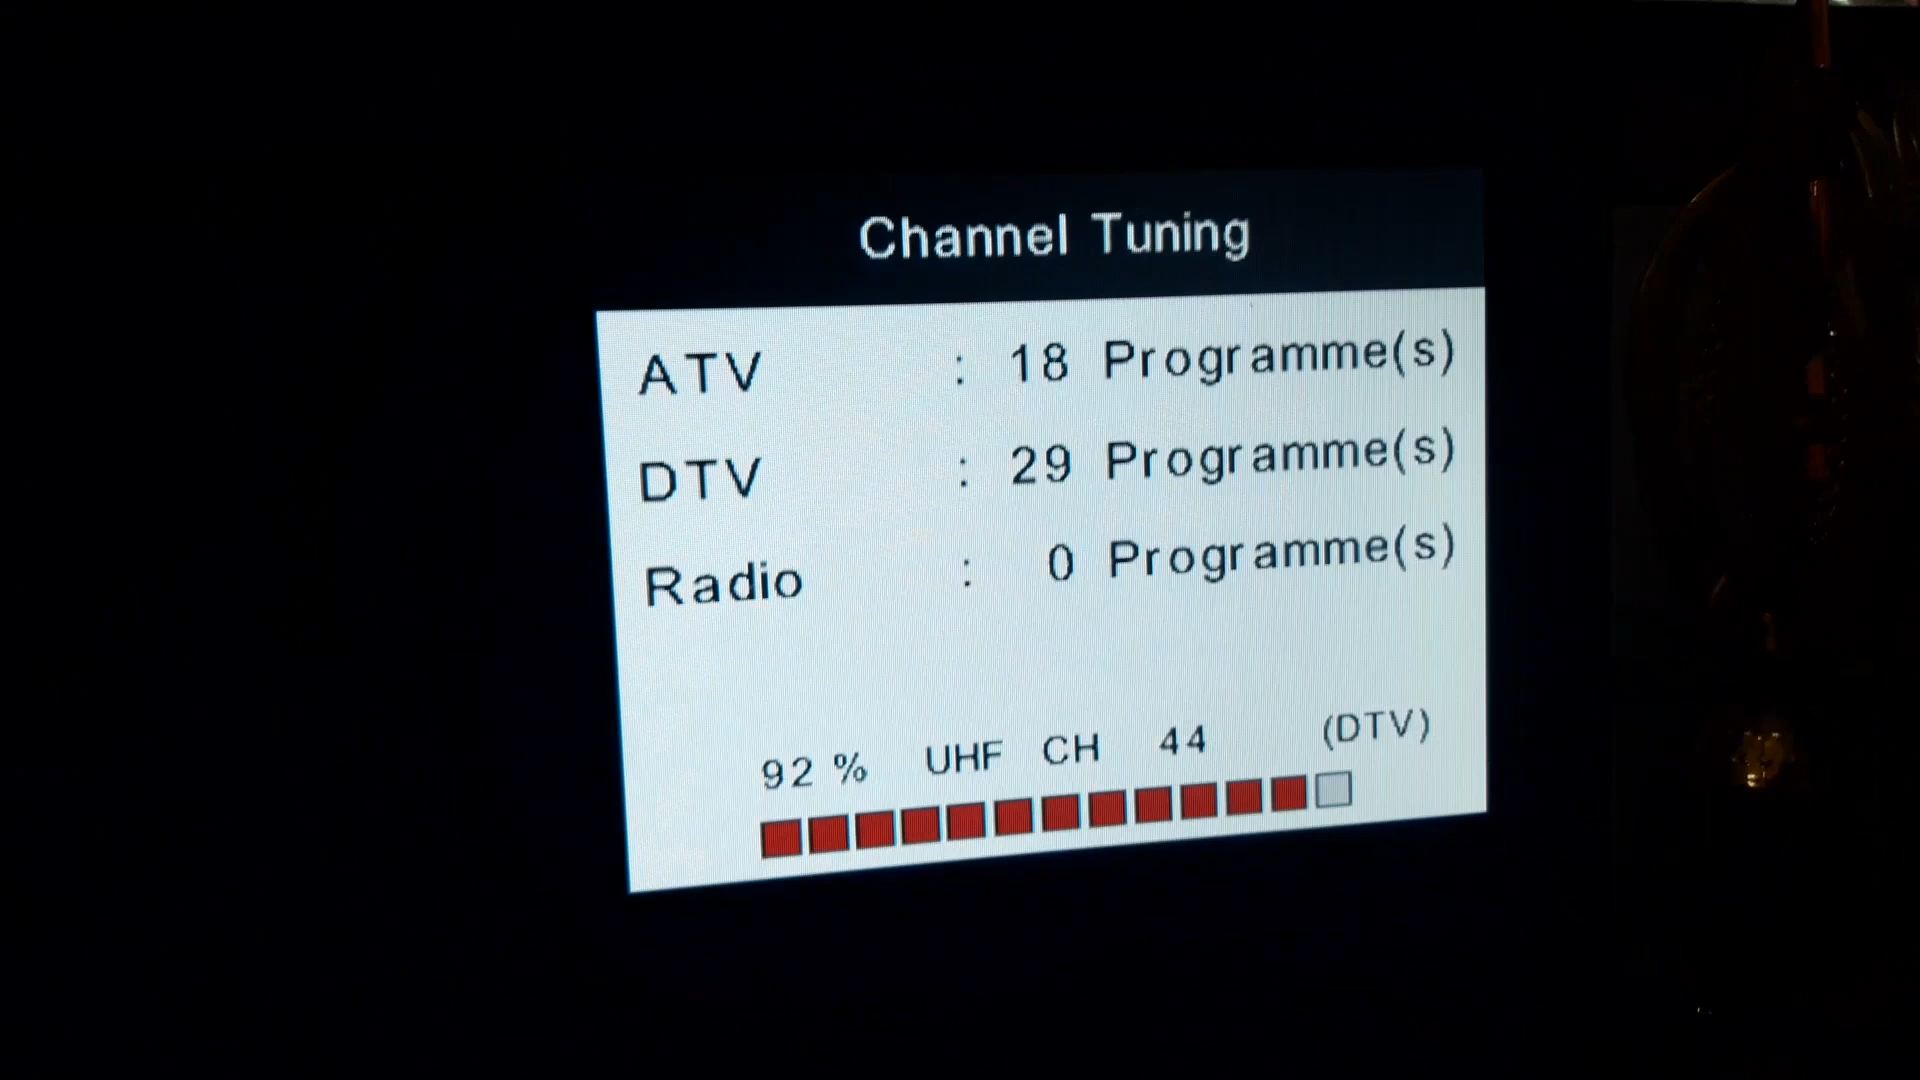 Channel Tuning
ATV : 18 Programme(s)
DTV : 29 Programme(s)
Radio : 0 Programme(s)
92 % UHF CH 44 (DTV)